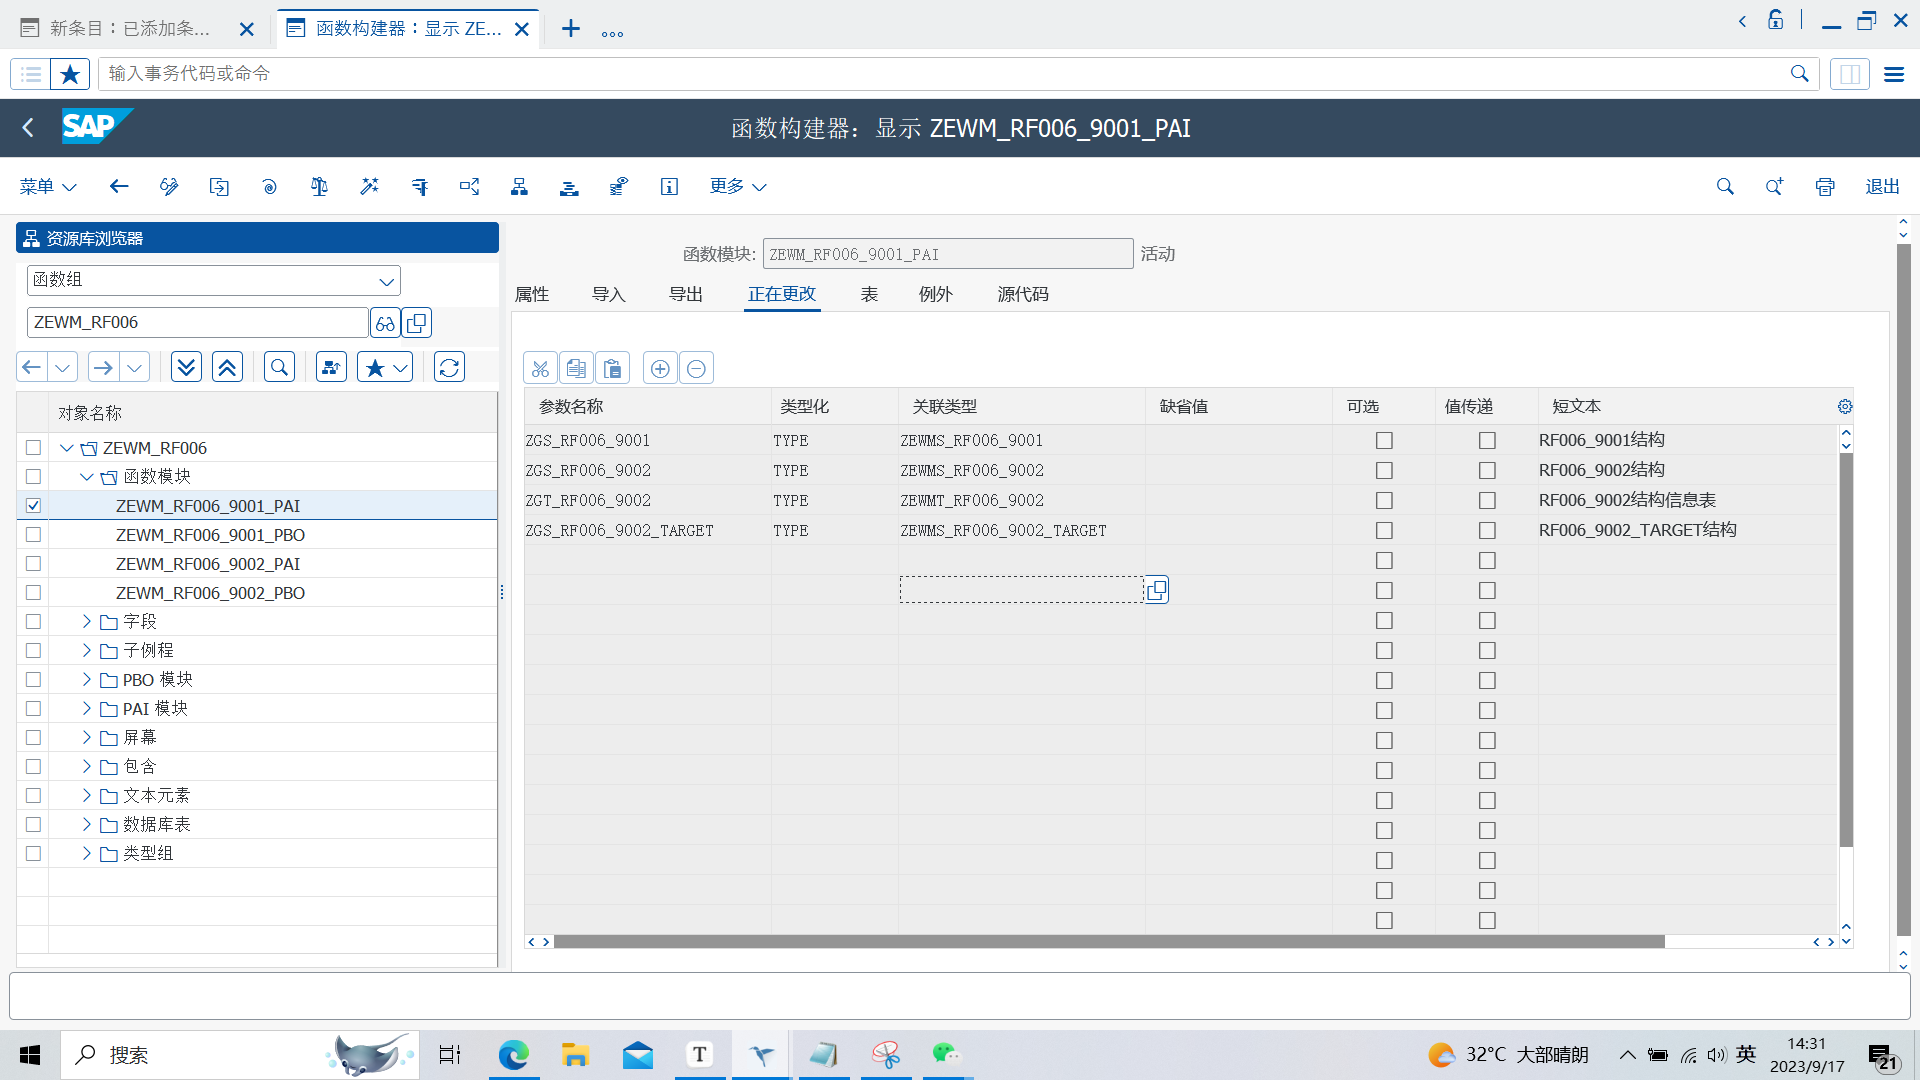 新条目：已添加条...
函数构建器：显示 ZE...
输入事务代码或命令
SAP
函数构建器: 显示 ZEWM_RF006_9001_PAI
菜单
更多
退出
资源库浏览器
函数组
ZEWM_RF006
对象名称
ZEWM_RF006
函数模块
ZEWM_RF006_9001_PAI
ZEWM_RF006_9001_PBO
ZEWM_RF006_9002_PAI
ZEWM_RF006_9002_PBO
字段
子例程
PBO 模块
PAI 模块
屏幕
包含
文本元素
数据库表
类型组
函数模块: ZEWM_RF006_9001_PAI 活动
属性 导入 导出 正在更改 表 例外 源代码
参数名称 类型化 关联类型 缺省值 可选 值传递 短文本
ZGS_RF006_9001 TYPE ZEWMS_RF006_9001 RF006_9001结构
ZGS_RF006_9002 TYPE ZEWMS_RF006_9002 RF006_9002结构
ZGT_RF006_9002 TYPE ZEWMT_RF006_9002 RF006_9002结构信息表
ZGS_RF006_9002_TARGET TYPE ZEWMS_RF006_9002_TARGET RF006_9002_TARGET结构
搜索
T
32°C 大部晴朗
英
14:31
2023/9/17
21